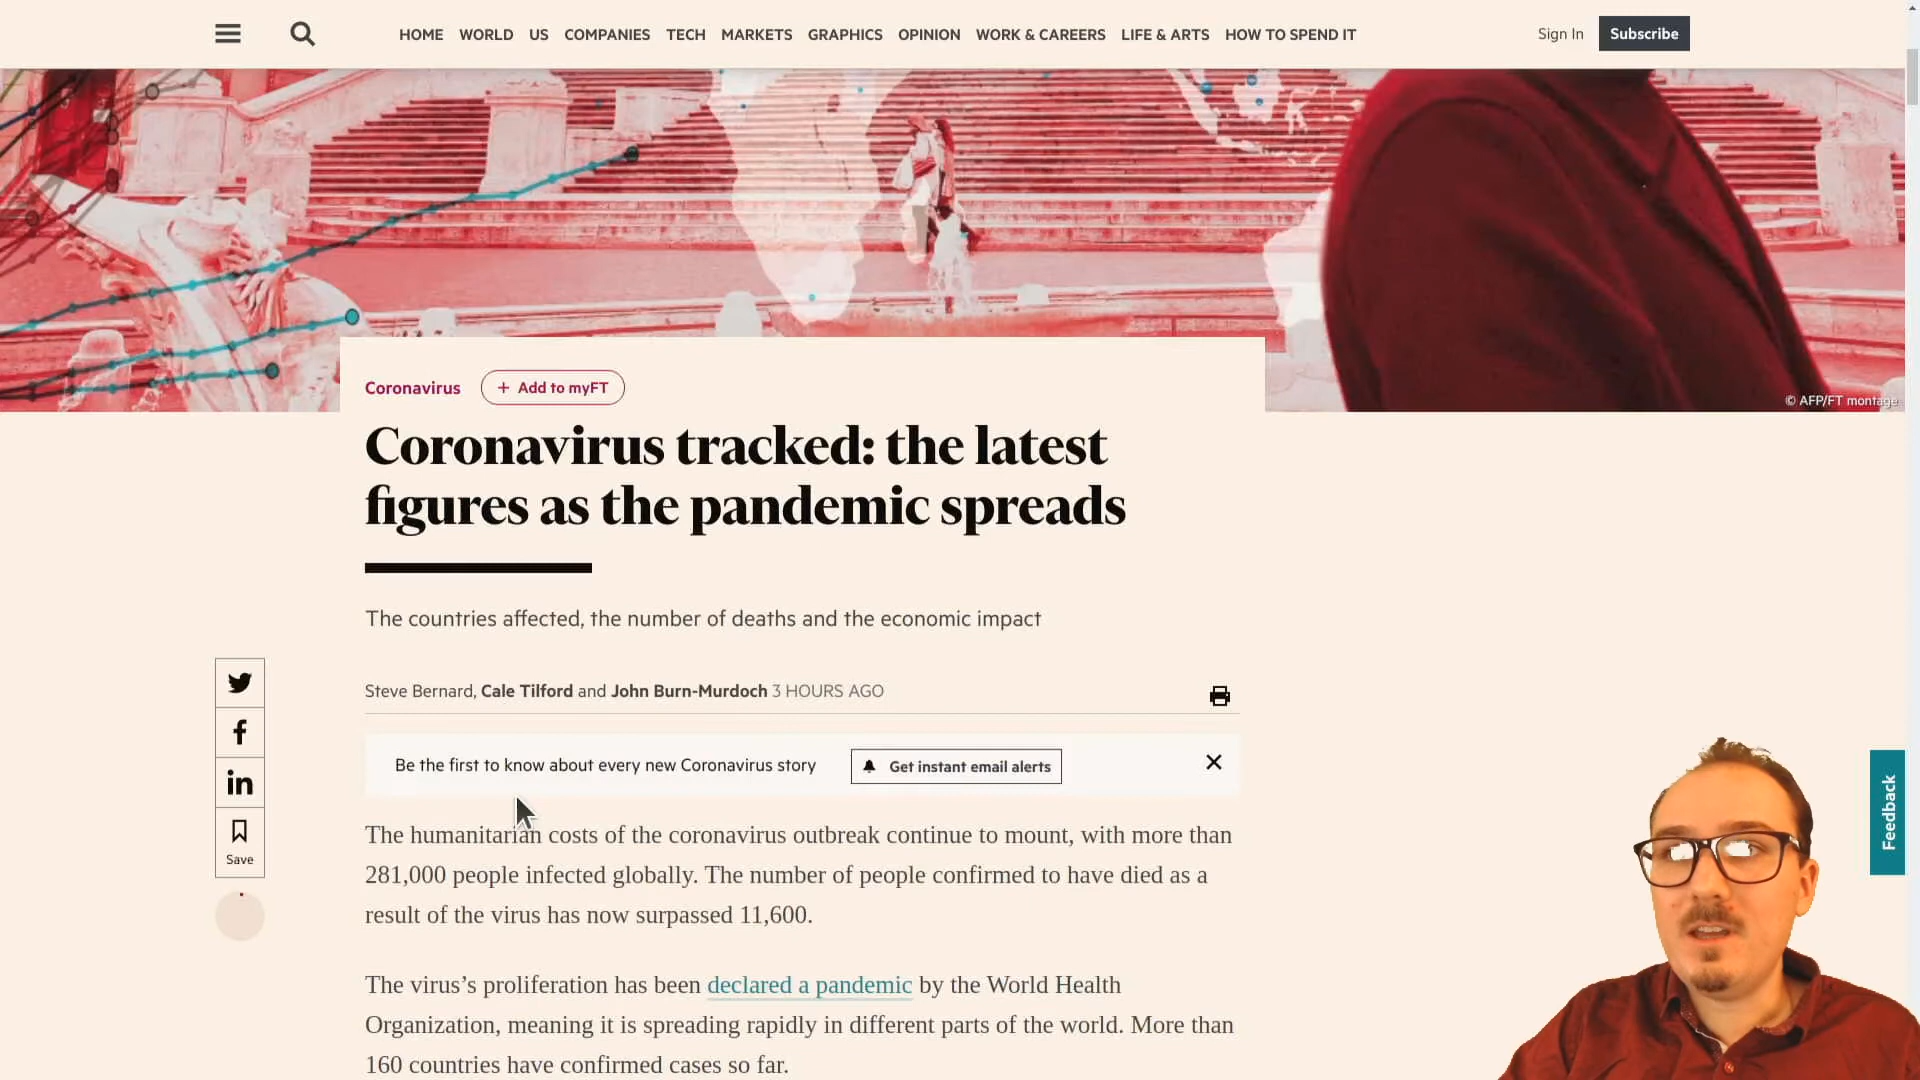 HOME WORLD US COMPANIES TECH MARKETS GRAPHICS OPINION WORK & CAREERS LIFE & ARTS HOW TO SPEND IT Sign In Subscribe
© AFP/FT montage
Coronavirus + Add to myFT
Coronavirus tracked: the latest
figures as the pandemic spreads
The countries affected, the number of deaths and the economic impact
Steve Bernard, Cale Tilford and John Burn-Murdoch 3 HOURS AGO
Be the first to know about every new Coronavirus story Get instant email alerts
The humanitarian costs of the coronavirus outbreak continue to mount, with more than
281,000 people infected globally. The number of people confirmed to have died as a
result of the virus has now surpassed 11,600.
The virus’s proliferation has been declared a pandemic by the World Health
Organization, meaning it is spreading rapidly in different parts of the world. More than
160 countries have confirmed cases so far.
Save
Feedback